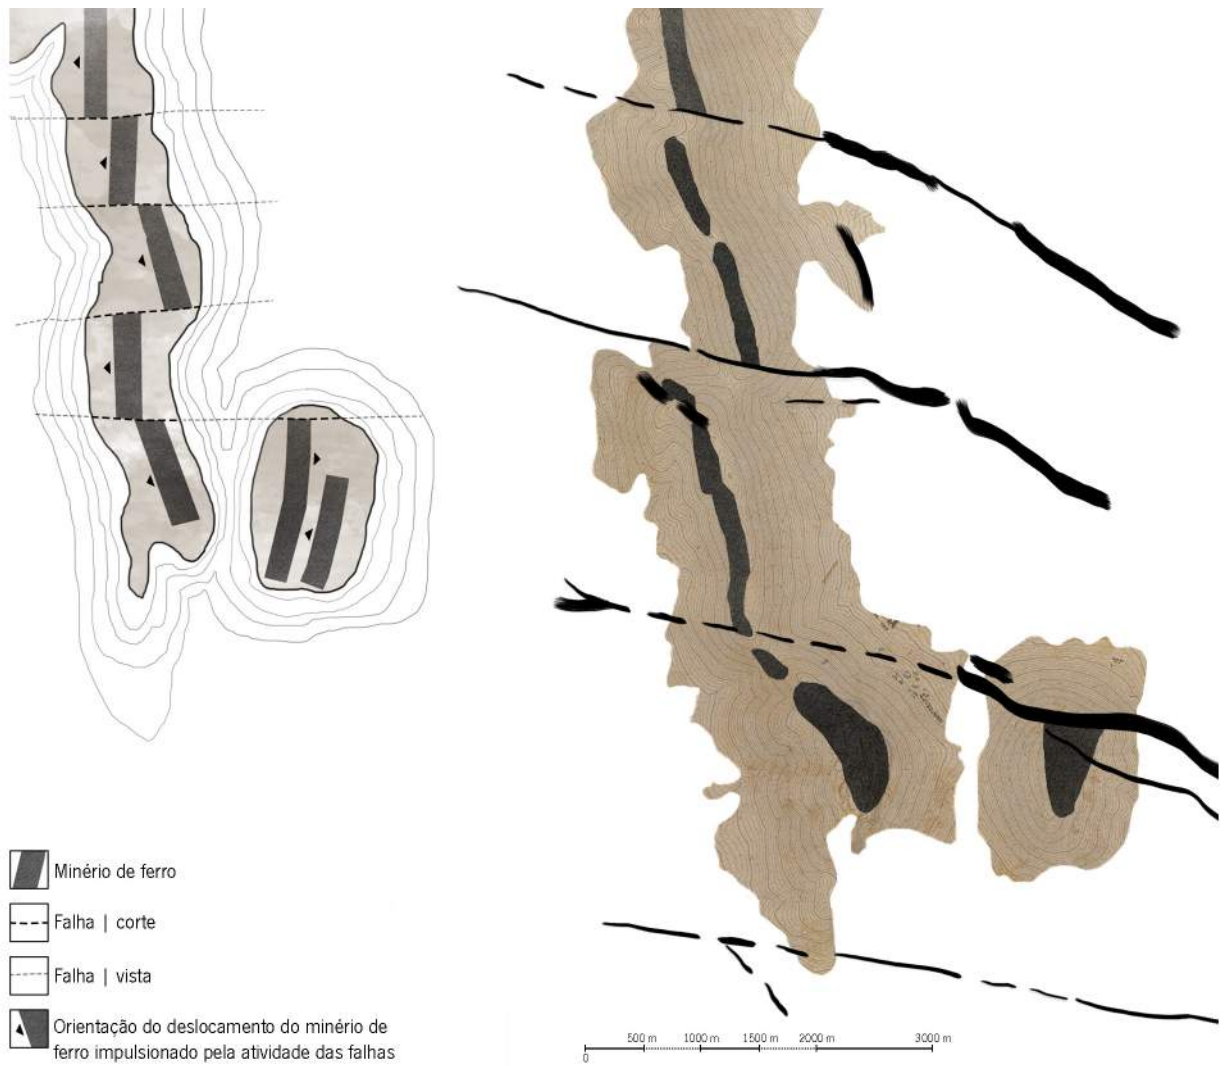 Minério de ferro
Falha | corte
Falha | vista
Orientação do deslocamento do minério de
ferro impulsionado pela atividade das falhas
500 m 1000 m 1500 m 2000 m 3000 m
0